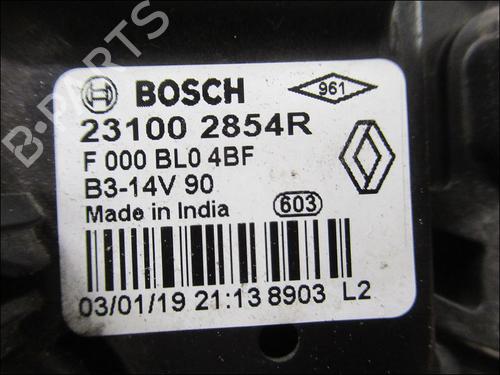 B-PARTS
BOSCH
961
23100 2854R
F 000 BL0 4BF
B3-14V 90
Made in India
603
03/01/19 21:13 8903 L2